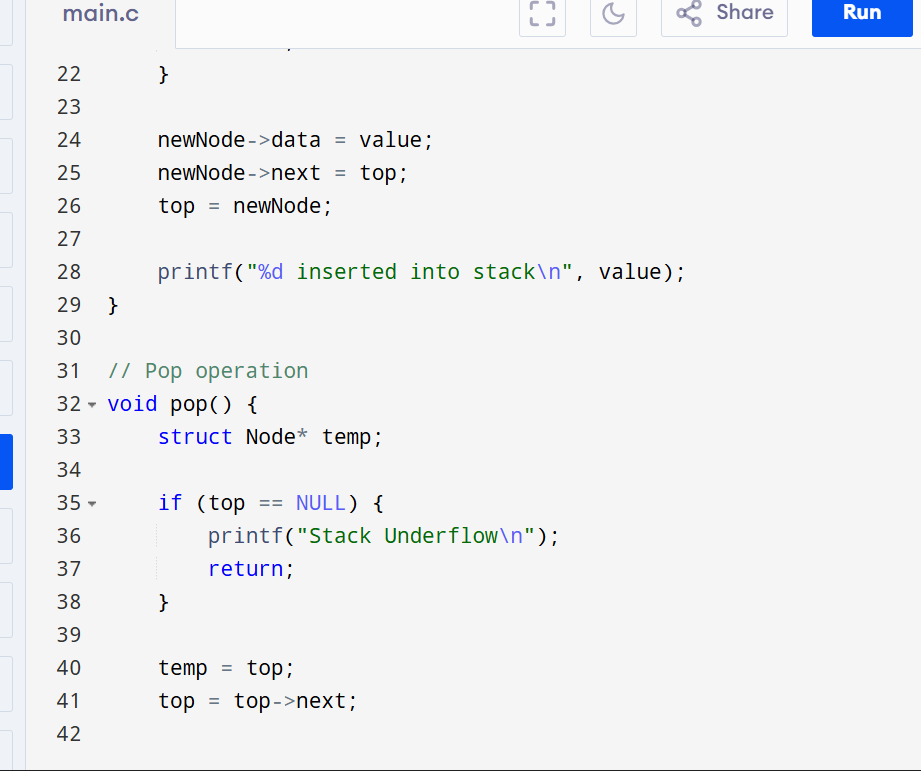 main.c
Share
Run
22 }
23
24 newNode->data = value;
25 newNode->next = top;
26 top = newNode;
27
28 printf("%d inserted into stack\n", value);
29 }
30
31 // Pop operation
32 void pop() {
33 struct Node* temp;
34
35 if (top == NULL) {
36 printf("Stack Underflow\n");
37 return;
38 }
39
40 temp = top;
41 top = top->next;
42